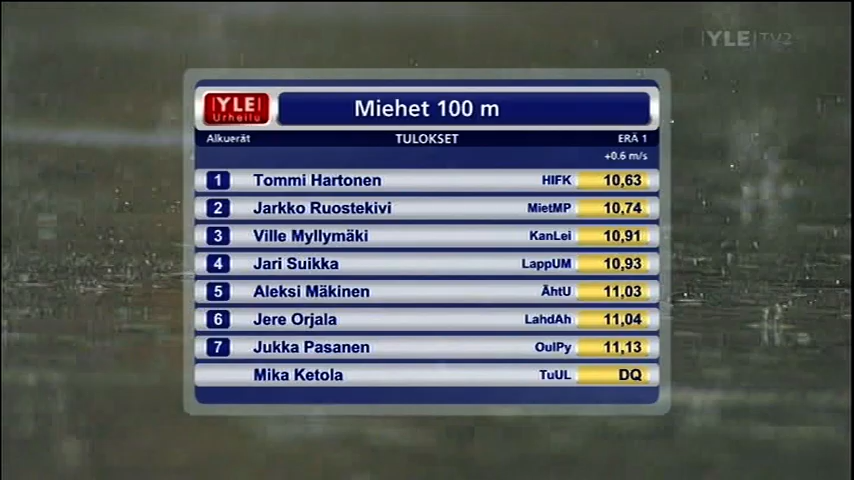 |YLE| TV2
|YLE| Urheilu
Miehet 100 m
Alkuerät TULOKSET ERÄ 1
+0.6 m/s
1 Tommi Hartonen HIFK 10,63
2 Jarkko Ruostekivi MietMP 10,74
3 Ville Myllymäki KanLei 10,91
4 Jari Suikka LappUM 10,93
5 Aleksi Mäkinen ÄhtU 11,03
6 Jere Orjala LahdAh 11,04
7 Jukka Pasanen OulPy 11,13
Mika Ketola TuUL DQ